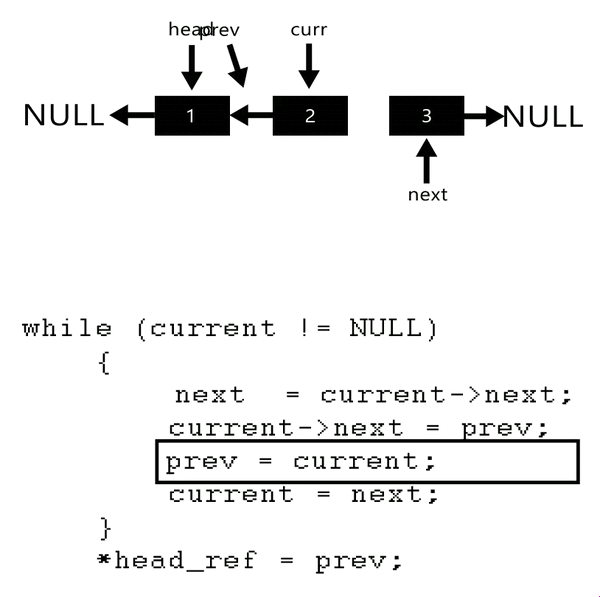 head prev curr
NULL 1 2 3 NULL
next
while (current != NULL)
{
next = current->next;
current->next = prev;
prev = current;
current = next;
}
*head_ref = prev;